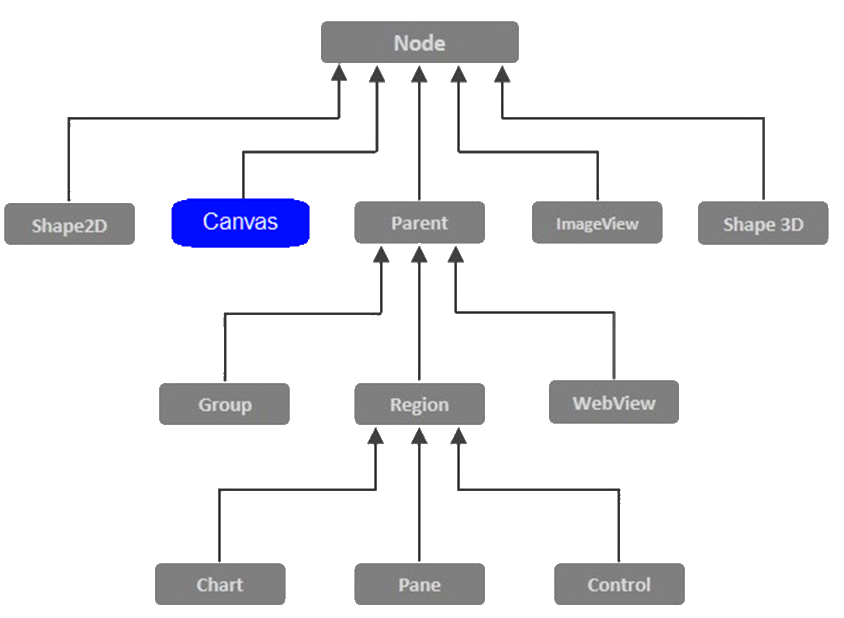 Node
Shape2D
Canvas
Parent
ImageView
Shape 3D
Group
Region
WebView
Chart
Pane
Control